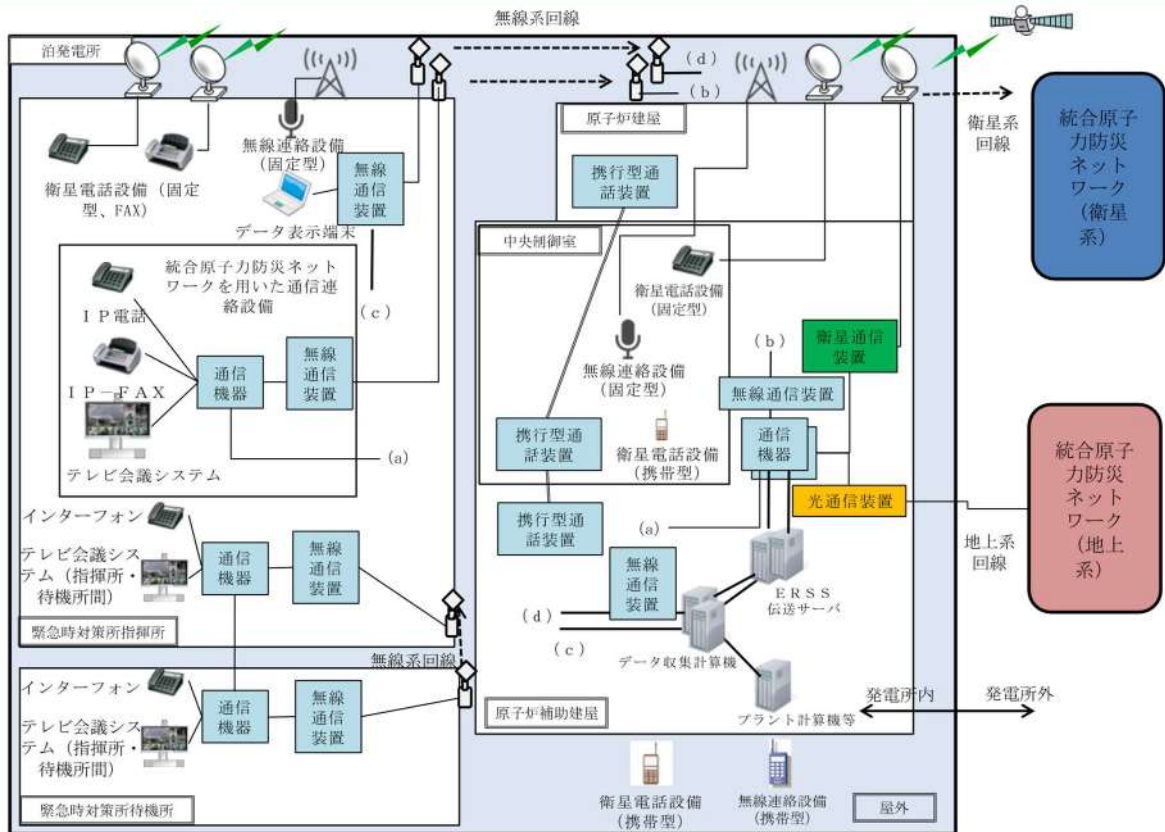 無線系回線
泊発電所
(d)
(b)
原子炉建屋
衛星系
回線
統合原子
力防災
ネット
ワーク
(衛星
系)
無線連絡設備
(固定型)
衛星電話設備(固定
型、FAX)
無線
通信
装置
データ表示端末
携行型通
話装置
中央制御室
統合原子力防災ネット
ワークを用いた通信連
絡設備
(c)
IP電話
IP-FAX
テレビ会議システム
通信
機器
無線
通信
装置
(a)
衛星電話設備
(固定型)
無線連絡設備
(固定型)
衛星電話設備
(携帯型)
(b)
衛星通信
装置
無線通信装置
通信
機器
光通信装置
携行型通
話装置
携行型通
話装置
(a)
統合原子
力防災
ネット
ワーク
(地上
系)
地上系
回線
インターフォン
テレビ会議シス
テム(指揮所・
待機所間)
通信
機器
無線
通信
装置
緊急時対策所指揮所
無線系回線
無線
通信
装置
(d)
(c)
ERSS
伝送サーバ
データ収集計算機
プラント計算機等
原子炉補助建屋
発電所内
発電所外
インターフォン
テレビ会議シス
テム(指揮所・
待機所間)
通信
機器
無線
通信
装置
緊急時対策所待機所
衛星電話設備
(携帯型)
無線連絡設備
(携帯型)
屋外